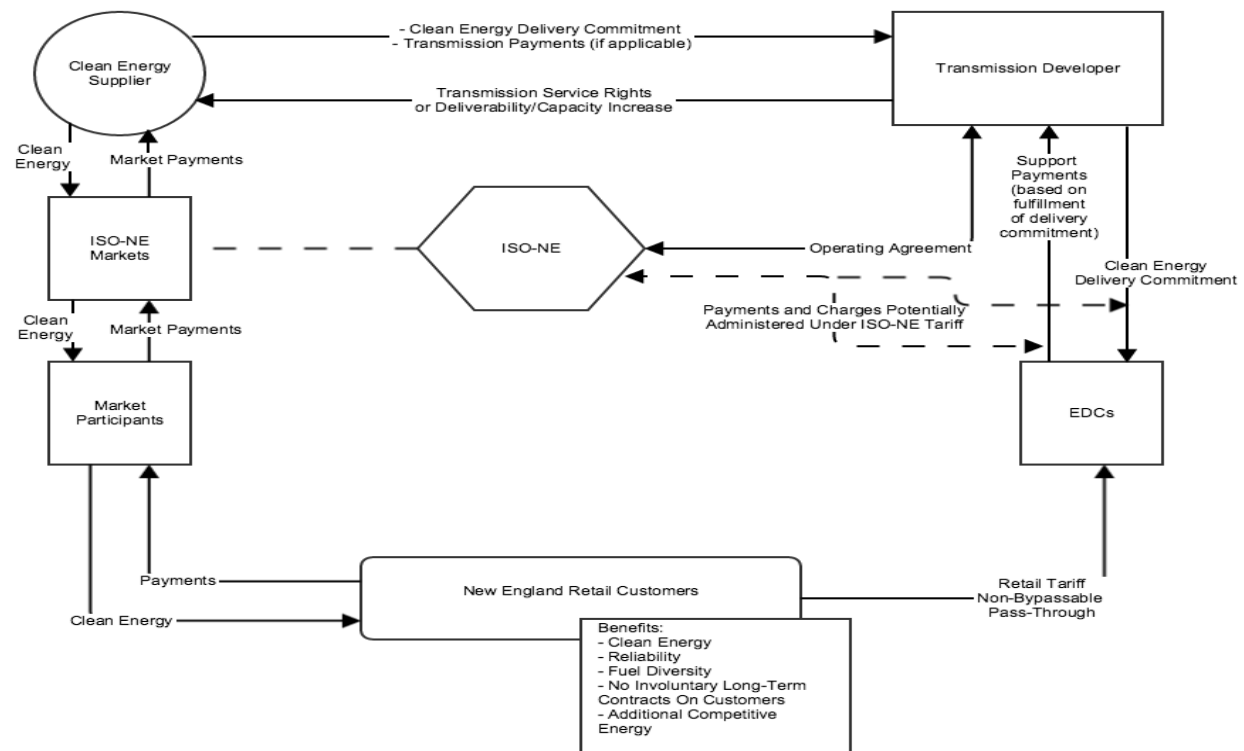 - Clean Energy Delivery Commitment
- Transmission Payments (if applicable)
Clean Energy
Supplier
Transmission Developer
Transmission Service Rights
or Deliverability/Capacity Increase
Clean
Energy
Market Payments
Support
Payments
(based on
fulfillment
of delivery
commitment)
ISO-NE
Markets
ISO-NE
Operating Agreement
Clean Energy
Delivery Commitment
Clean
Energy
Market Payments
Payments and Charges Potentially
Administered Under ISO-NE Tariff
Market
Participants
EDCs
Payments
New England Retail Customers
Retail Tariff
Non-Bypassable
Pass-Through
Clean Energy
Benefits:
- Clean Energy
- Reliability
- Fuel Diversity
- No Involuntary Long-Term
Contracts On Customers
- Additional Competitive
Energy